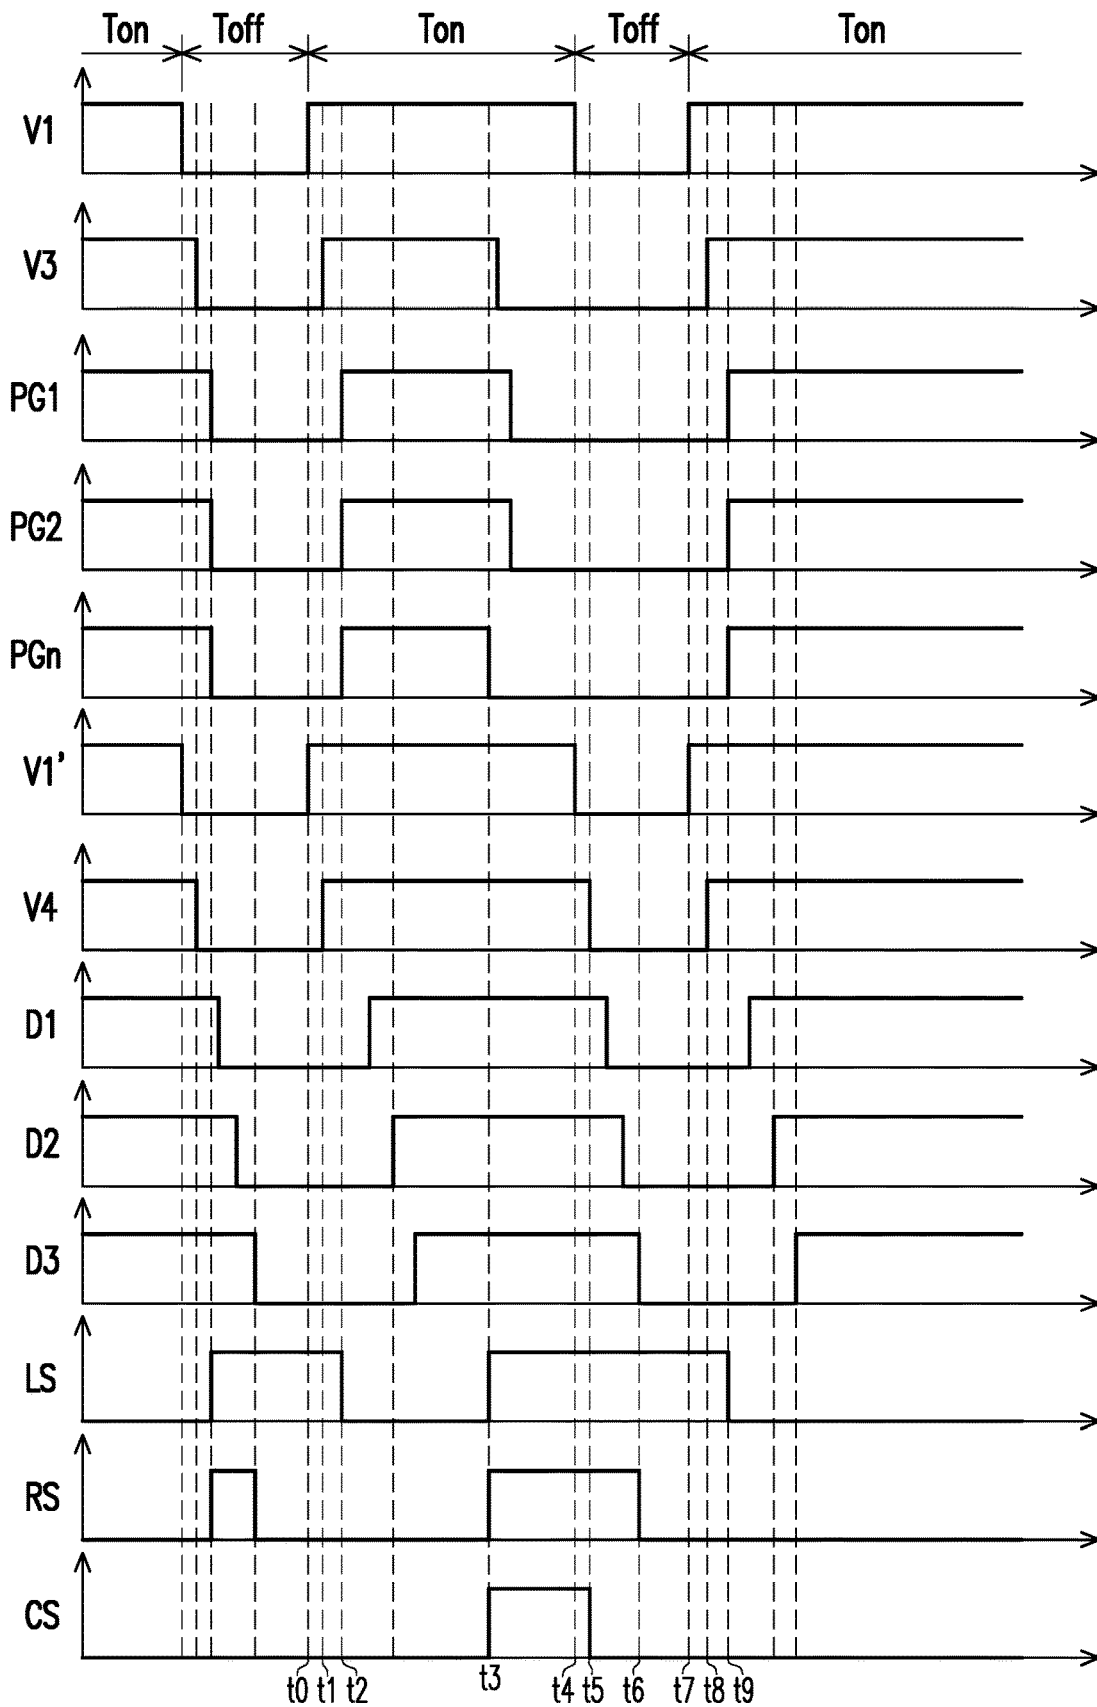 Ton Toff Ton Toff Ton
V1
V3
PG1
PG2
PGn
V1'
V4
D1
D2
D3
LS
RS
CS
t0 t1 t2 t3 t4 t5 t6 t7 t8 t9